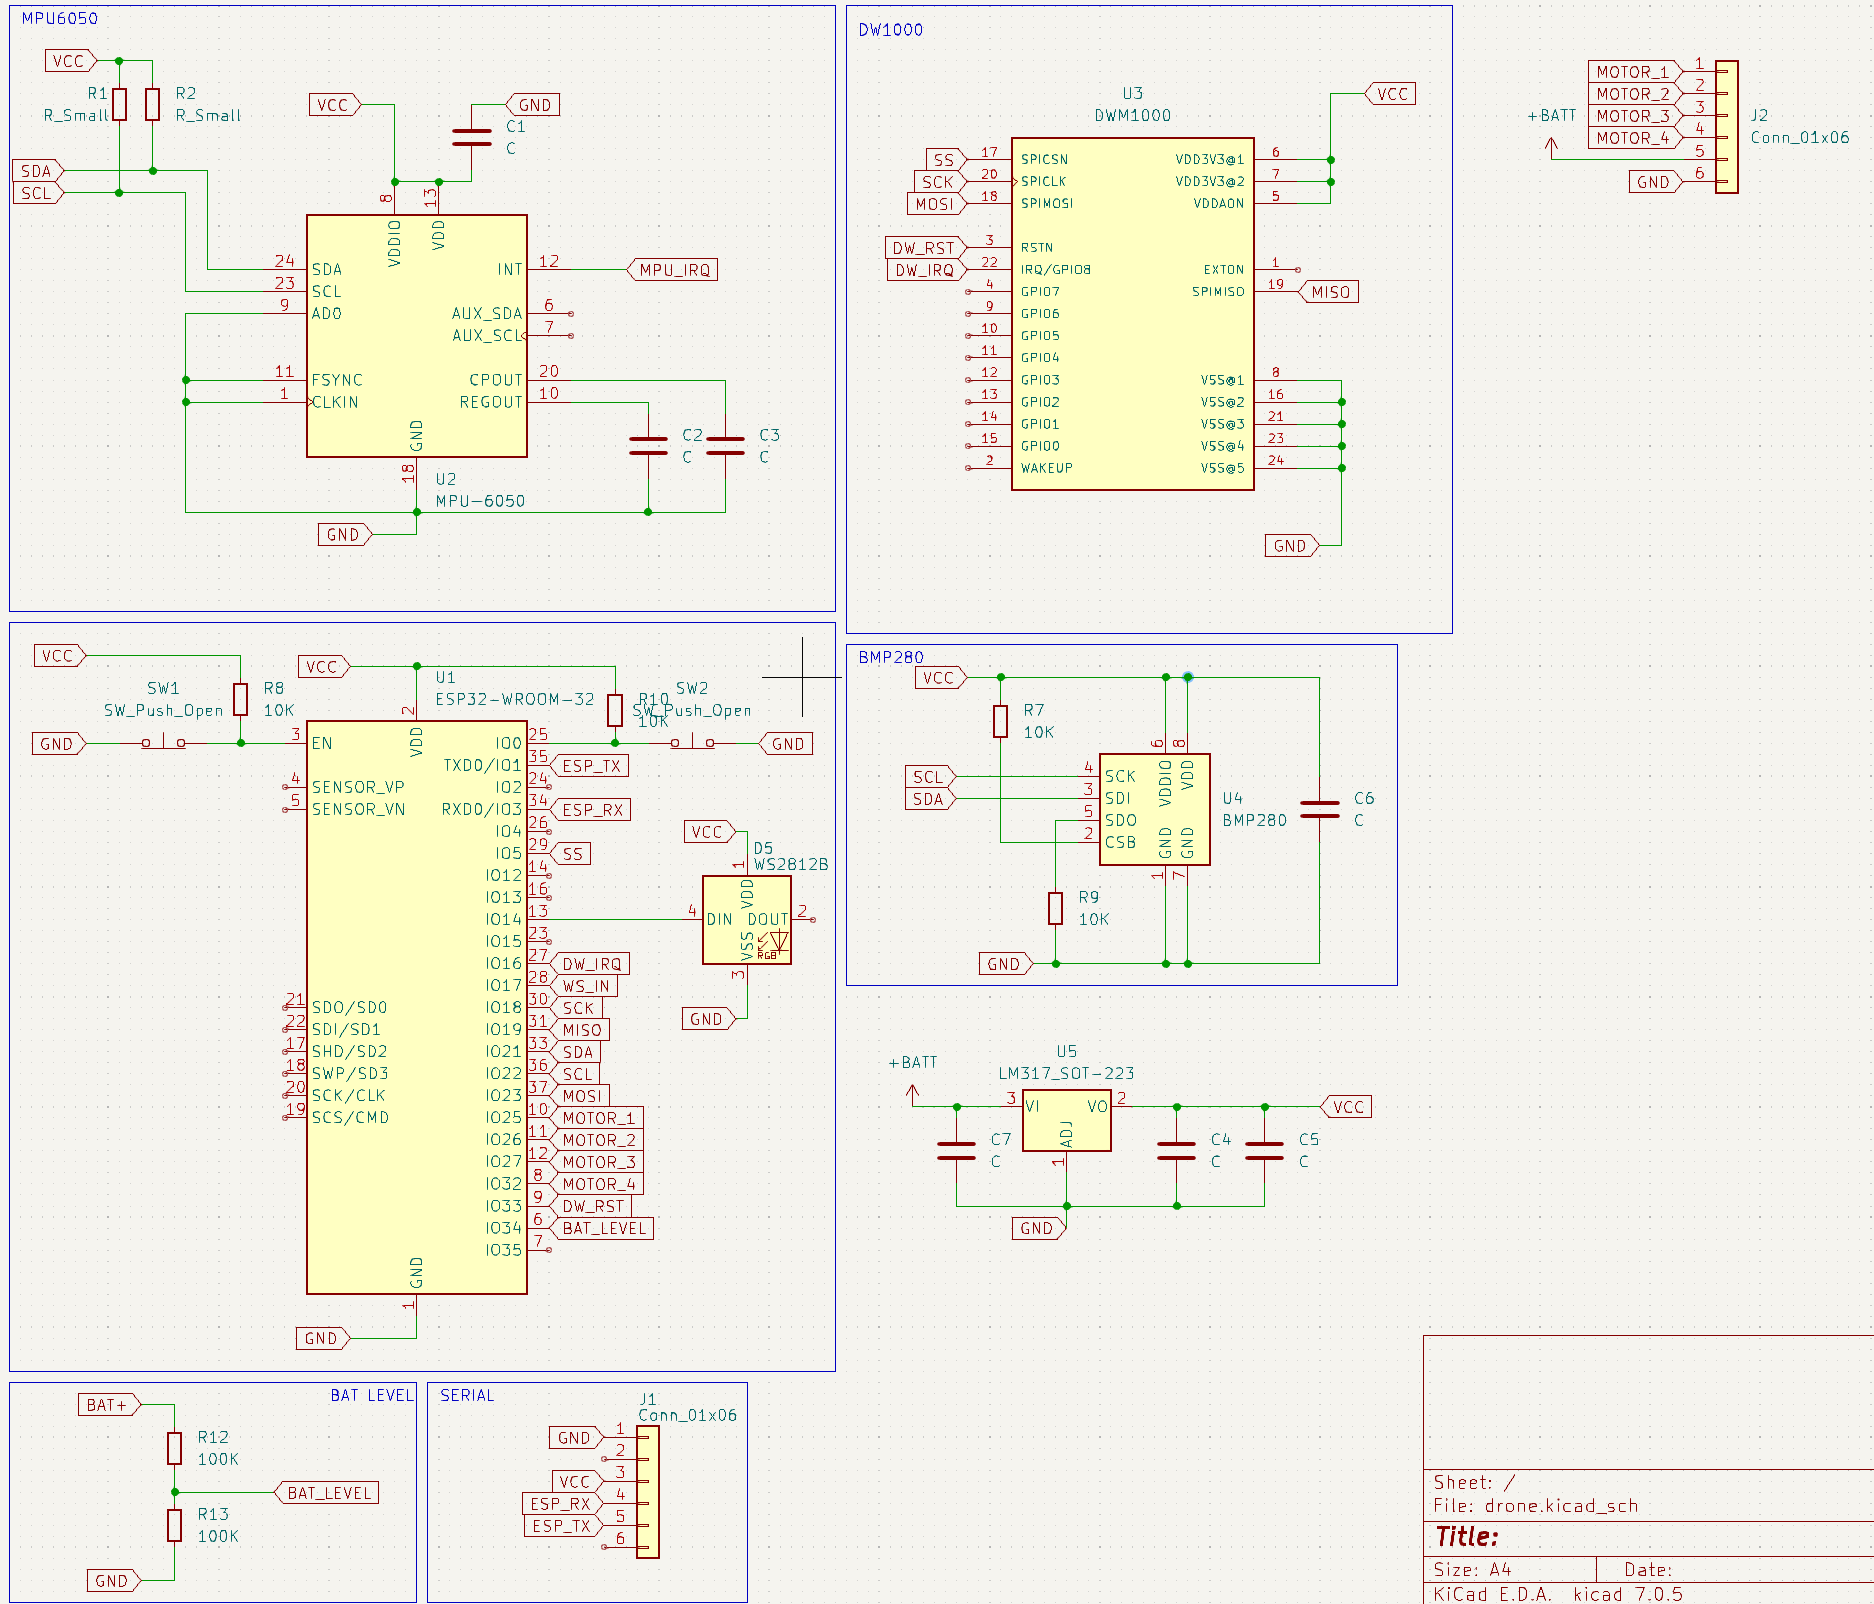 MPU6050
VCC
R1
R_Small
R2
R_Small
SDA
SCL
VCC
GND
C1
C
8
13
VDDIO
VDD
24 SDA
23 SCL
9 AD0
11 FSYNC
1 CLKIN
INT 12 MPU_IRQ
AUX_SDA 6
AUX_SCL 7
CPOUT 20
REGOUT 10
GND
18
U2
MPU-6050
C2
C
C3
C
GND
DW1000
U3
DWM1000
VCC
SS 17 SPICSN
SCK 20 SPICLK
MOSI 18 SPIMOSI
DW_RST 3 RSTN
DW_IRQ 22 IRQ/GPIO8
4 GPIO7
9 GPIO6
10 GPIO5
11 GPIO4
12 GPIO3
13 GPIO2
14 GPIO1
15 GPIO0
2 WAKEUP
VDD3V3@1 6
VDD3V3@2 7
VDDAON 5
EXTON 1
SPIMISO 19 MISO
VSS@1 8
VSS@2 16
VSS@3 21
VSS@4 23
VSS@5 24
GND
MOTOR_1 1
MOTOR_2 2
MOTOR_3 3
MOTOR_4 4
+BATT 5
GND 6
J2
Conn_01x06
VCC
SW1
SW_Push_Open
R8
10K
GND
VCC
U1
ESP32-WROOM-32
R10
10K
SW2
SW_Push_Open
GND
2
VDD
3 EN
4 SENSOR_VP
5 SENSOR_VN
21 SDO/SD0
22 SDI/SD1
17 SHD/SD2
18 SWP/SD3
20 SCK/CLK
19 SCS/CMD
IO0 25
TXD0/IO1 35 ESP_TX
IO2 24
RXD0/IO3 34 ESP_RX
IO4 26
IO5 29 SS
IO12 14
IO13 16
IO14 13
IO15 23
IO16 27 DW_IRQ
IO17 28 WS_IN
IO18 30 SCK
IO19 31 MISO
IO21 33 SDA
IO22 36 SCL
IO23 37 MOSI
IO25 10 MOTOR_1
IO26 11 MOTOR_2
IO27 12 MOTOR_3
IO32 8 MOTOR_4
IO33 9 DW_RST
IO34 6 BAT_LEVEL
IO35 7
GND
1
GND
VCC
D5
WS2812B
1
VDD
4 DIN
DOUT 2
VSS
RGB
3
GND
BMP280
VCC
R7
10K
6
8
SCL 4 SCK
SDA 3 SDI
5 SDO
2 CSB
VDDIO
VDD
GND
GND
1
7
U4
BMP280
C6
C
R9
10K
GND
+BATT
U5
LM317_SOT-223
3 VI
VO 2
ADJ
1
VCC
C7
C
C4
C
C5
C
GND
BAT LEVEL
BAT+
R12
100K
BAT_LEVEL
R13
100K
GND
SERIAL
J1
Conn_01x06
GND 1
2
VCC 3
ESP_RX 4
ESP_TX 5
6
Sheet: /
File: drone.kicad_sch
Title:
Size: A4
Date:
KiCad E.D.A. kicad 7.0.5